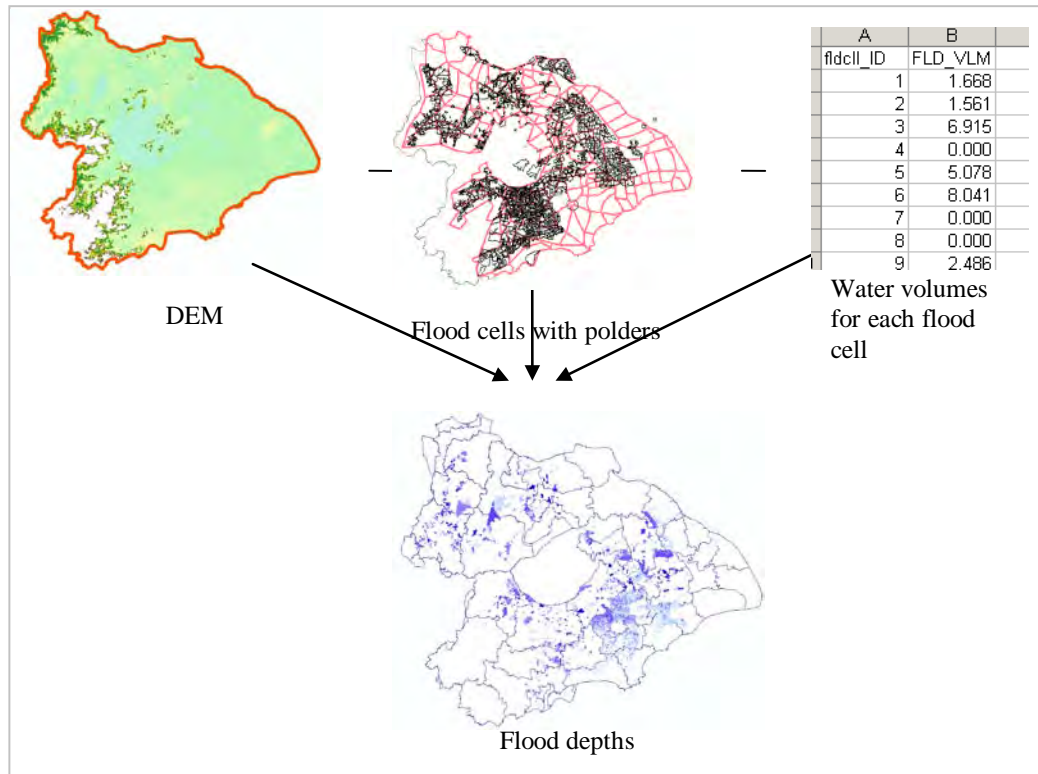 A B
fldcll_ID FLD_VLM
1 1.668
2 1.561
3 6.915
4 0.000
5 5.078
6 8.041
7 0.000
8 0.000
9 2.486
DEM
Flood cells with polders
Water volumes
for each flood
cell
Flood depths